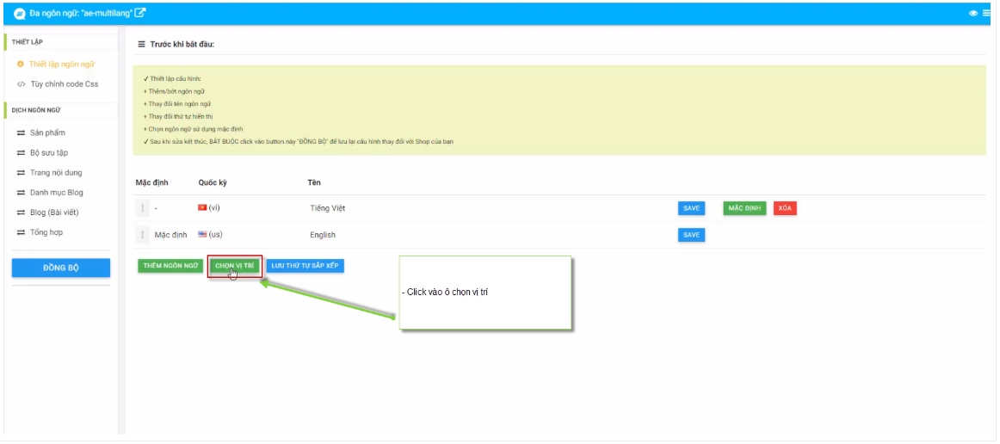 Đa ngôn ngữ: "ae-multilang"
THIẾT LẬP
Thiết lập ngôn ngữ
</> Tùy chỉnh code Css
DỊCH NGÔN NGỮ
Sản phẩm
Bộ sưu tập
Trang nội dung
Danh mục Blog
Blog (Bài viết)
Tổng hợp
ĐỒNG BỘ
Trước khi bắt đầu:
✓ Thiết lập cấu hình:
+ Thêm/bớt ngôn ngữ
+ Thay đổi tên ngôn ngữ
+ Thay đổi thứ tự hiển thị
+ Chọn ngôn ngữ sử dụng mặc định
✓ Sau khi sửa kết thúc, BẮT BUỘC click vào button này "ĐỒNG BỘ" để lưu lại cấu hình thay đổi với Shop của bạn
Mặc định Quốc kỳ Tên
- (vi) Tiếng Việt SAVE MẶC ĐỊNH XÓA
Mặc định (us) English SAVE
THÊM NGÔN NGỮ CHỌN VỊ TRÍ LƯU THỨ TỰ SẮP XẾP
- Click vào ô chọn vị trí